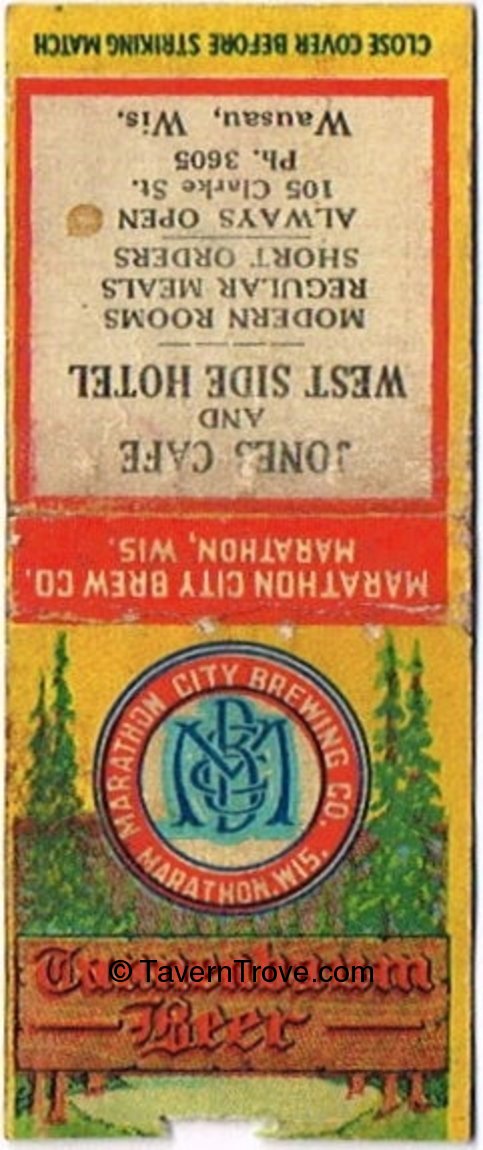 CLOSE COVER BEFORE STRIKING MATCH
JONES CAFE
AND
WEST SIDE HOTEL
MODERN ROOMS
REGULAR MEALS
SHORT ORDERS
ALWAYS OPEN
105 Clarke St.
Ph. 3605
Wausau, Wis.
MARATHON CITY BREW CO.
MARATHON, WIS.
MARATHON CITY BREWING CO.
MBC
MARATHON, WIS.
Tannenbaum
© TavernTrove.com
Beer